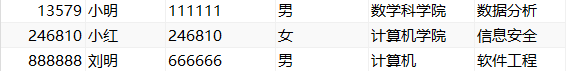 13579 小明 111111 男 数学科学院 数据分析
246810 小红 246810 女 计算机学院 信息安全
888888 刘明 666666 男 计算机 软件工程